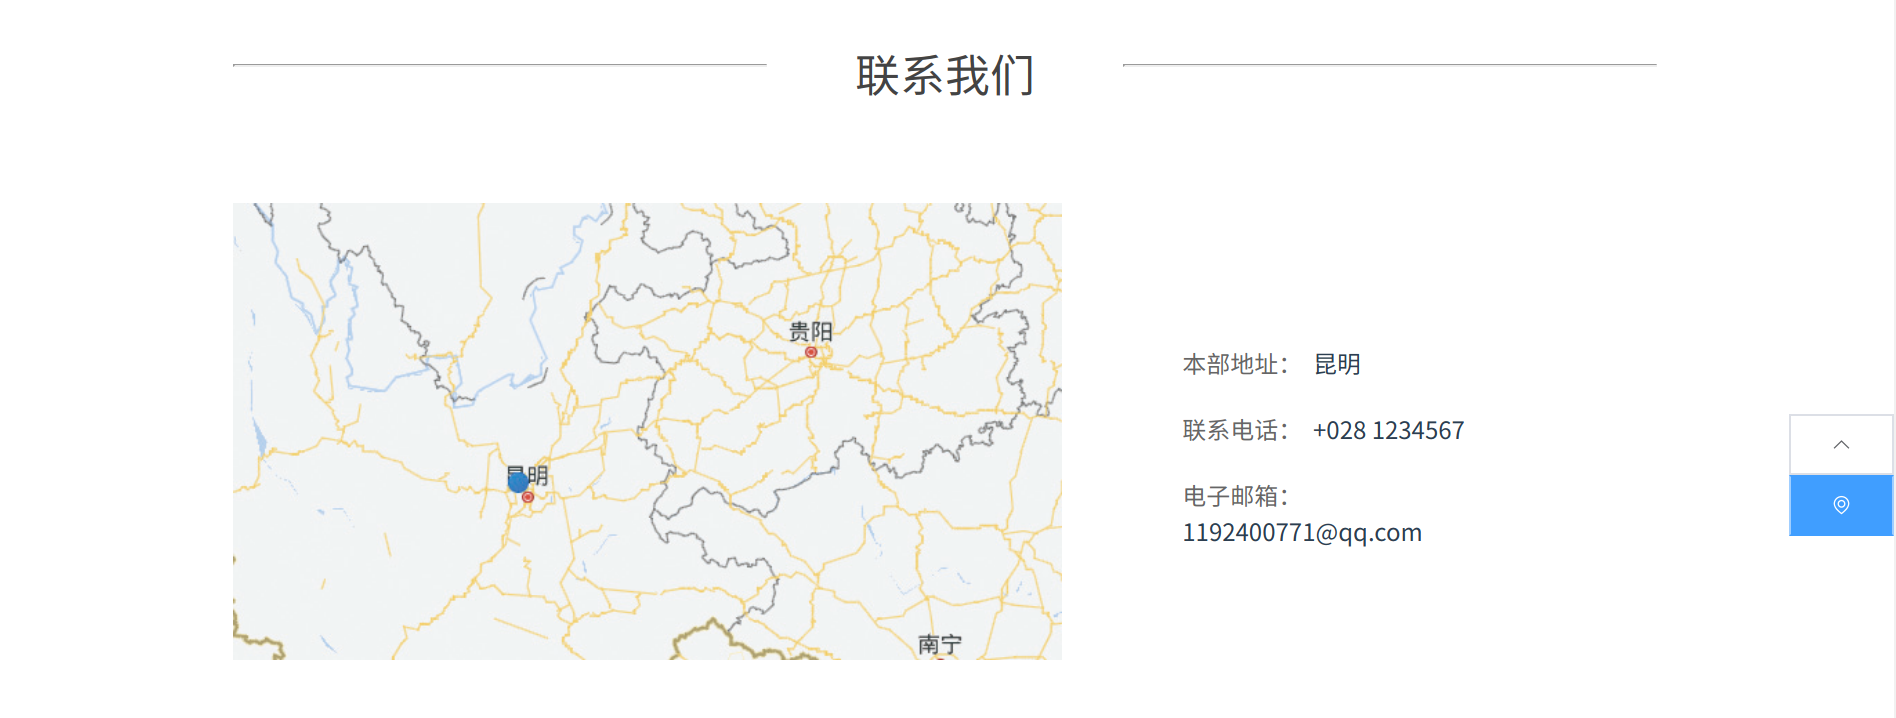 联系我们
贵阳
昆明
南宁
本部地址： 昆明
联系电话： +028 1234567
电子邮箱：
1192400771@qq.com